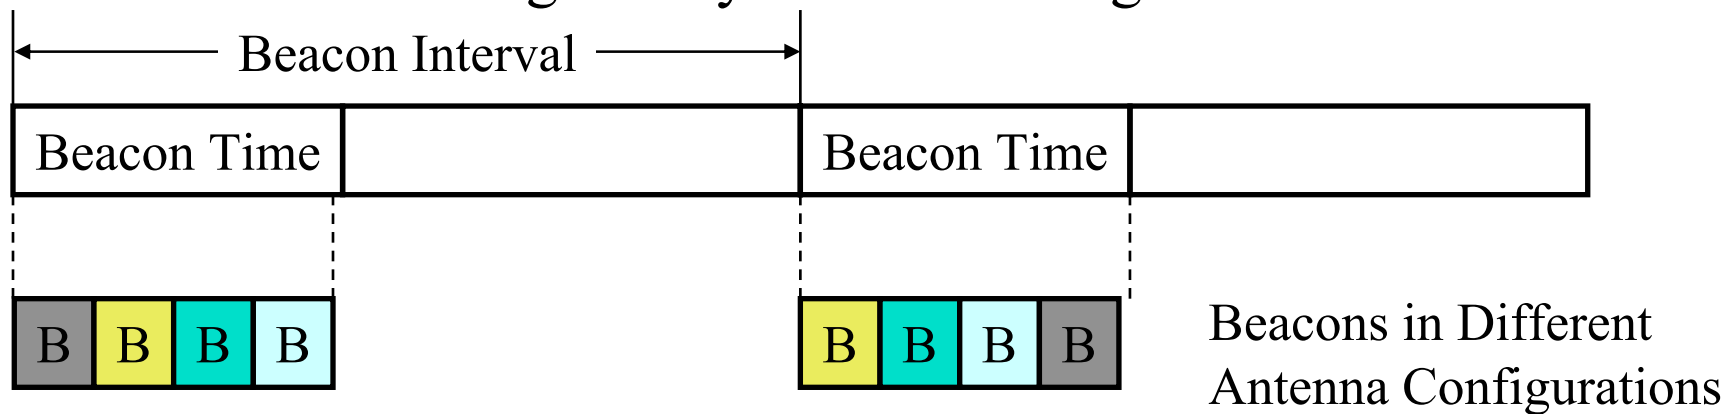 Beacon Interval
Beacon Time Beacon Time
B B B B B B B B
Beacons in Different
Antenna Configurations